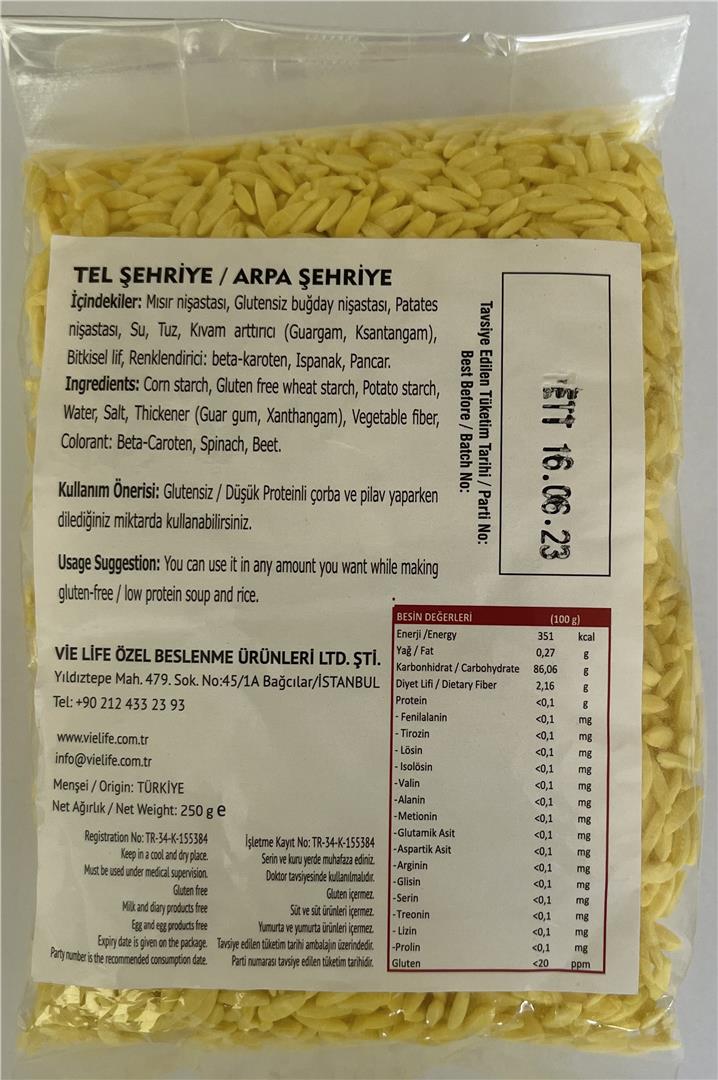 TEL ŞEHRİYE / ARPA ŞEHRİYE
İçindekiler: Mısır nişastası, Glutensiz buğday nişastası, Patates
nişastası, Su, Tuz, Kıvam arttırıcı (Guargam, Ksantangam),
Bitkisel lif, Renklendirici: beta-karoten, Ispanak, Pancar.
Ingredients: Corn starch, Gluten free wheat starch, Potato starch,
Water, Salt, Thickener (Guar gum, Xanthangam), Vegetable fiber,
Colorant: Beta-Caroten, Spinach, Beet.
Kullanım Önerisi: Glutensiz / Düşük Proteinli çorba ve pilav yaparken
dilediğiniz miktarda kullanabilirsiniz.
Usage Suggestion: You can use it in any amount you want while making
gluten-free / low protein soup and rice.
Tavsiye Edilen Tüketim Tarihi / Parti No:
Best Before / Batch No:
16.06.23
VİE LİFE ÖZEL BESLENME ÜRÜNLERİ LTD. ŞTİ.
Yıldıztepe Mah. 479. Sok. No:45/1A Bağcılar/İSTANBUL
Tel: +90 212 433 23 93
www.vielife.com.tr
info@vielife.com.tr
Menşei / Origin: TÜRKİYE
Net Ağırlık / Net Weight: 250 g e
Registration No: TR-34-K-155384
Keep in a cool and dry place.
Must be used under medical supervision.
Gluten free
Milk and diary products free
Egg and egg products free
Expiry date is given on the package.
Party number is the recommended consumption date.
İşletme Kayıt No: TR-34-K-155384
Serin ve kuru yerde muhafaza ediniz.
Doktor tavsiyesinde kullanılmalıdır.
Gluten içermez.
Süt ve süt ürünleri içermez.
Yumurta ve yumurta ürünleri içermez.
Tavsiye edilen tüketim tarihi ambalajın üzerindedir.
Parti numarası tavsiye edilen tüketim tarihidir.
BESİN DEĞERLERİ (100 g)
Enerji /Energy 351 kcal
Yağ / Fat 0,27 g
Karbonhidrat / Carbohydrate 86,06 g
Diyet Lifi / Dietary Fiber 2,16 g
Protein <0,1 g
- Fenilalanin <0,1 mg
- Tirozin <0,1 mg
- Lösin <0,1 mg
- Isolösin <0,1 mg
-Valin <0,1 mg
-Alanin <0,1 mg
-Metionin <0,1 mg
-Glutamik Asit <0,1 mg
-Aspartik Asit <0,1 mg
-Arginin <0,1 mg
-Glisin <0,1 mg
-Serin <0,1 mg
-Treonin <0,1 mg
- Lizin <0,1 mg
-Prolin <0,1 mg
Gluten <20 ppm